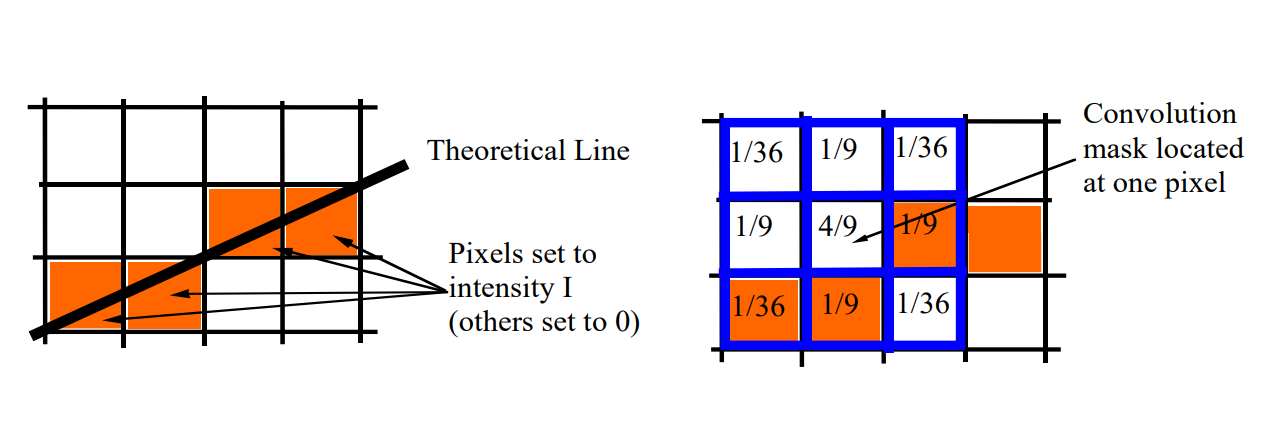 Theoretical Line
Pixels set to
intensity I
(others set to 0)
1/36 1/9 1/36
1/9 4/9 1/9
1/36 1/9 1/36
Convolution
mask located
at one pixel